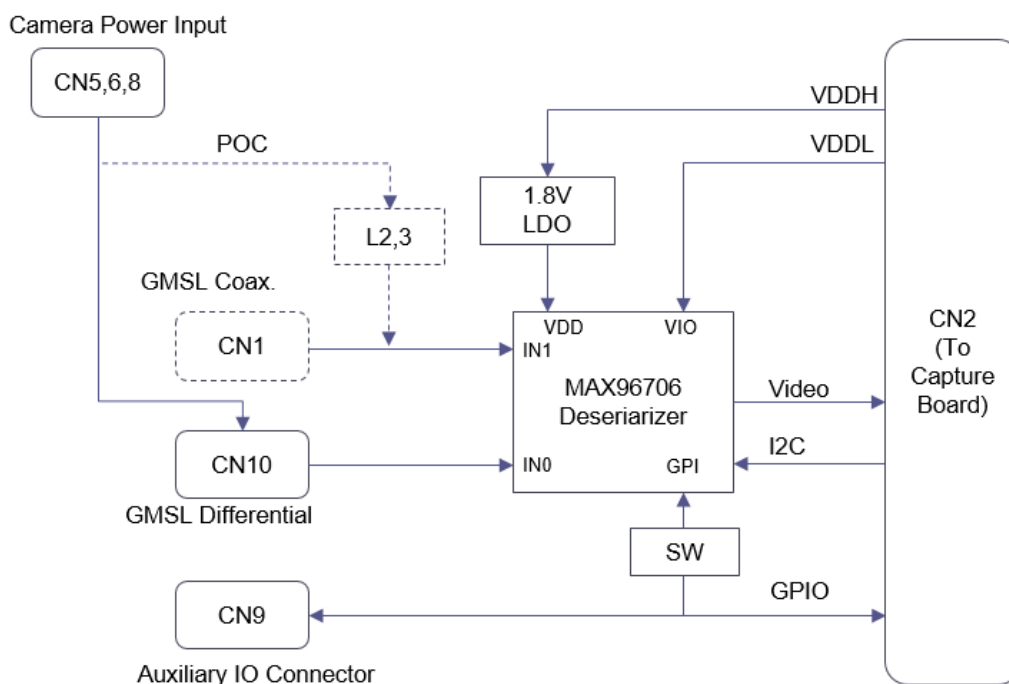 Camera Power Input
CN5,6,8
POC
L2,3
GMSL Coax.
CN1
CN10
GMSL Differential
CN9
Auxiliary IO Connector
VDDH
VDDL
1.8V
LDO
VDD
VIO
IN1
MAX96706
Deseriarizer
IN0
GPI
SW
Video
I2C
GPIO
CN2
(To
Capture
Board)